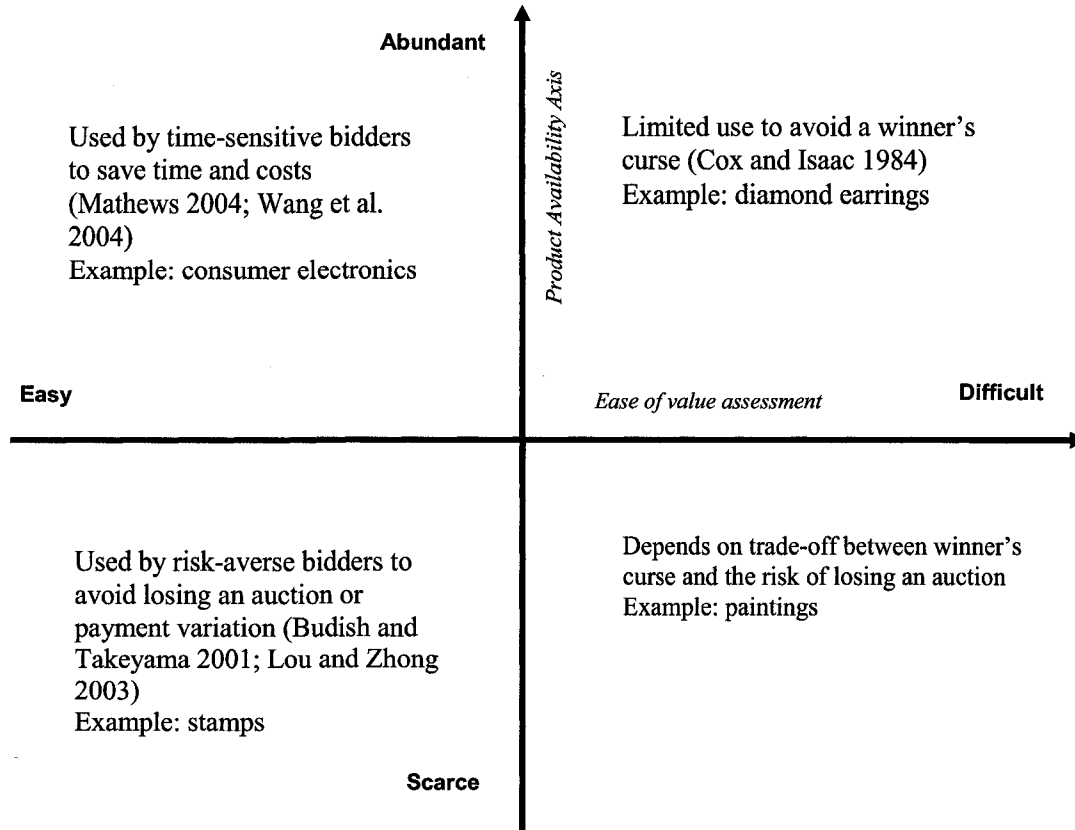 Abundant
Product Availability Axis
Used by time-sensitive bidders
to save time and costs
(Mathews 2004; Wang et al.
2004)
Example: consumer electronics
Limited use to avoid a winner's
curse (Cox and Isaac 1984)
Example: diamond earrings
Easy
Ease of value assessment
Difficult
Used by risk-averse bidders to
avoid losing an auction or
payment variation (Budish and
Takeyama 2001; Lou and Zhong
2003)
Example: stamps
Depends on trade-off between winner's
curse and the risk of losing an auction
Example: paintings
Scarce